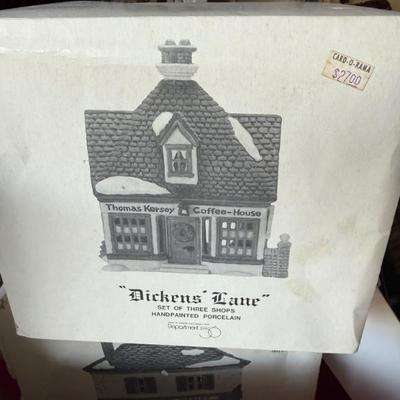 CARD-O-RAMA
$27.00
Thomas Kersey Coffee-House
"Dickens' Lane"
SET OF THREE SHOPS
HANDPAINTED PORCELAIN
Department 56